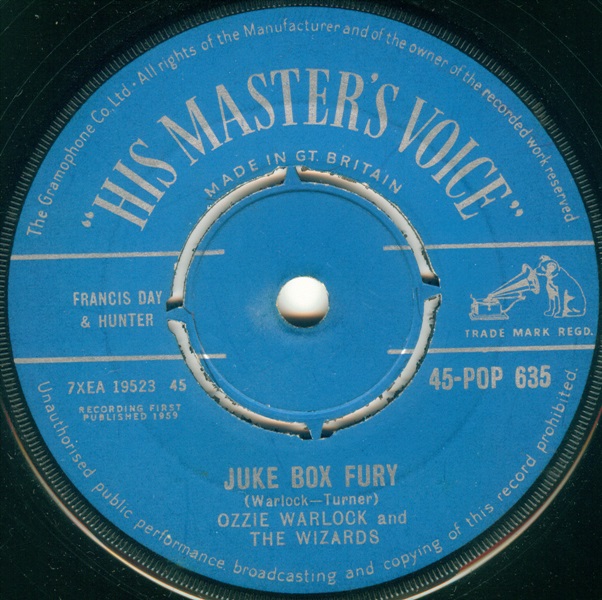 The Gramophone Co. Ltd · All rights of the Manufacturer and of the owner of the recorded work reserved
"HIS MASTER'S VOICE"
MADE IN GT. BRITAIN
FRANCIS DAY
& HUNTER
TRADE MARK REGD.
7XEA 19523 45
45-POP 635
RECORDING FIRST
PUBLISHED 1959
JUKE BOX FURY
(Warlock—Turner)
OZZIE WARLOCK and
THE WIZARDS
Unauthorised public performance broadcasting and copying of this record prohibited.